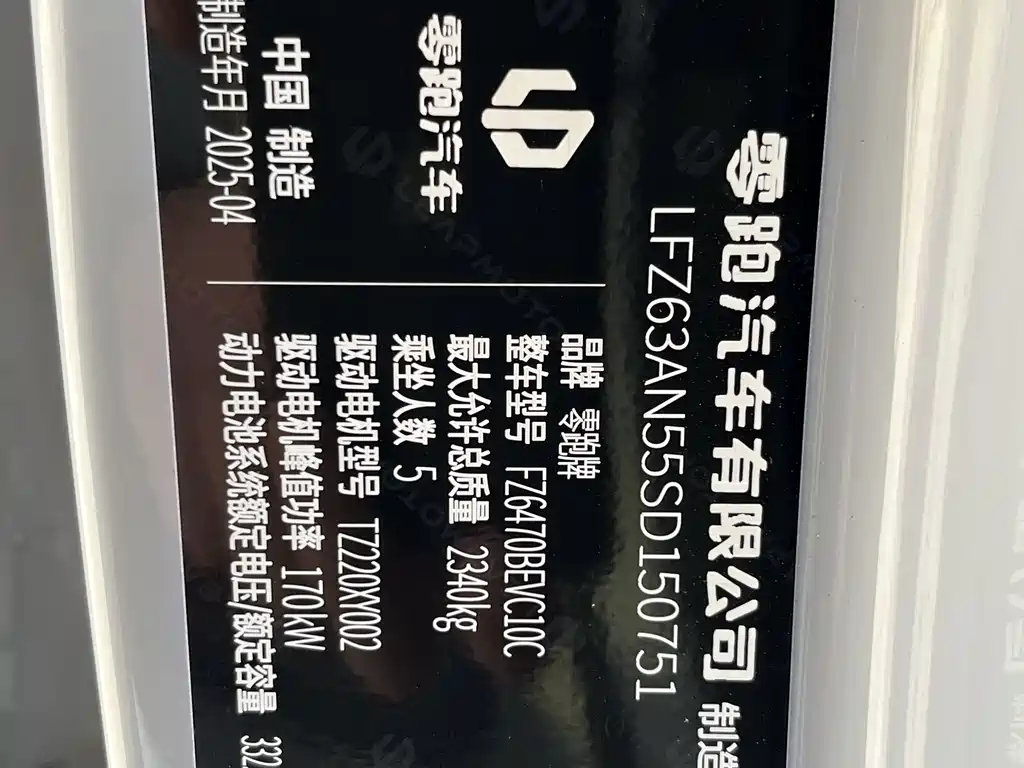 零跑汽车有限公司 制造
LFZ63AN55SD150751
零跑汽车
中国 制造
制造年月 2025-04
品牌 零跑牌
整车型号 FZ6470BEVC10C
最大允许总质量 2340kg
乘坐人数 5
驱动电机型号 TZ220XY002
驱动电机峰值功率 170kW
动力电池系统额定电压/额定容量 332